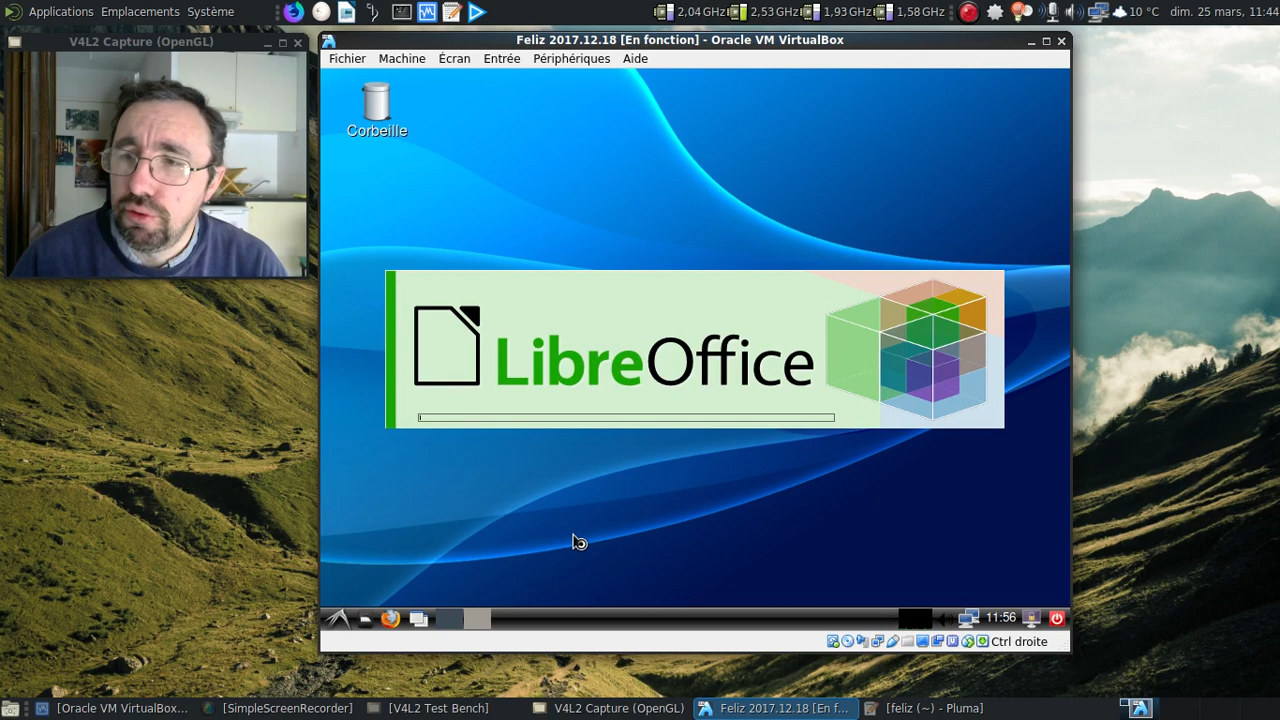 Applications Emplacements Système
2,04 GHz 2,53 GHz 1,93 GHz 1,58 GHz 10 °C dim. 25 mars, 11:44
V4L2 Capture (OpenGL)
Feliz 2017.12.18 [En fonction] - Oracle VM VirtualBox
Fichier Machine Écran Entrée Périphériques Aide
Corbeille
LibreOffice
11:56
Ctrl droite
[Oracle VM VirtualBox... [SimpleScreenRecorder] [V4L2 Test Bench] V4L2 Capture (OpenGL) Feliz 2017.12.18 [En f... [feliz (~) - Pluma]